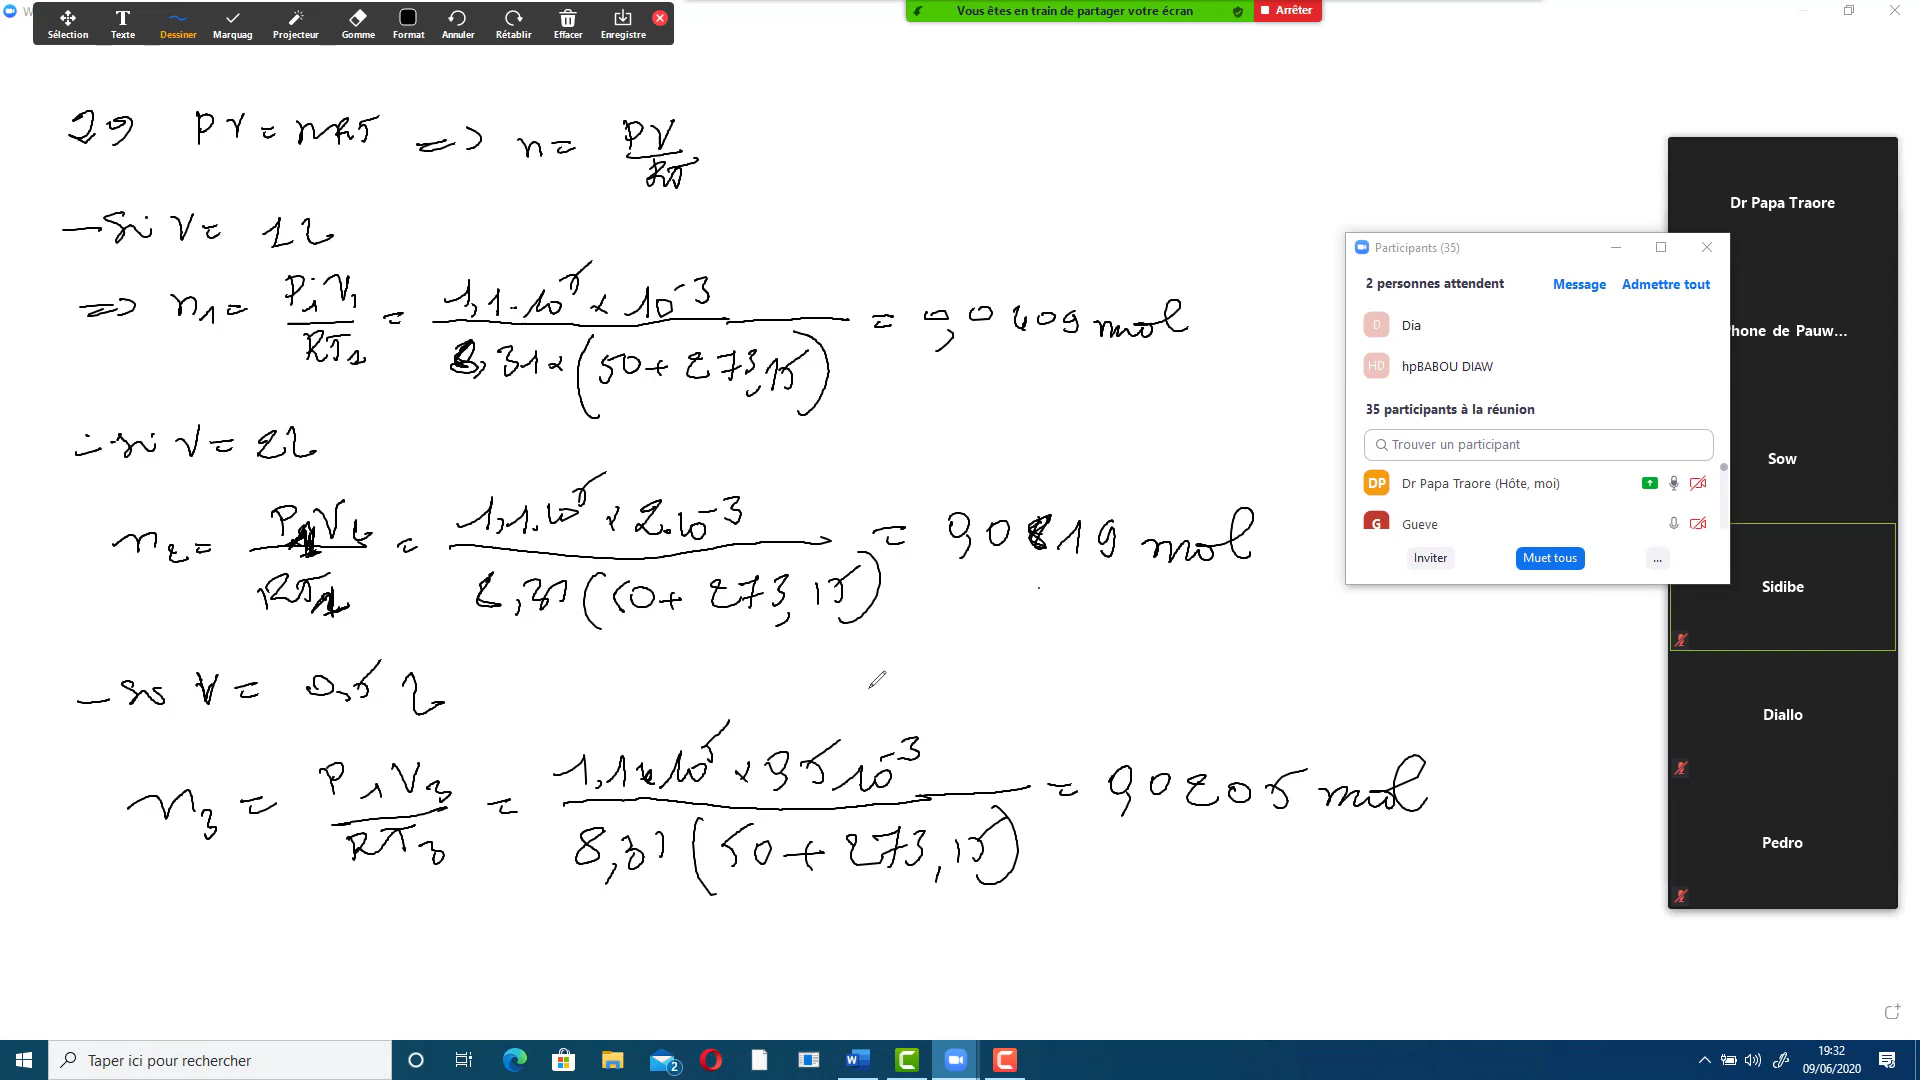 Sélection Texte Dessiner Marquag Projecteur Gomme Format Annuler Rétablir Effacer Enregistre
Vous êtes en train de partager votre écran Arrêter
2°) PV = nRT => n = PV/RT
- Si V = 1L
=> n1 = P1V1/RT1 = 1,1.10^5 x 10^-3 / 8,31 x (50 + 273,15) = 0,0409 mol
- si V = 2L
n2 = P1V2/RT1 = 1,1.10^5 x 2.10^-3 / 8,31 (50 + 273,15) = 0,0819 mol
- si V = 0,5 L
n3 = P1V3/RT3 = 1,1 x 10^5 x 0,5 10^-3 / 8,31 (50 + 273,15) = 0,0205 mol
Dr Papa Traore
hone de Pauw...
Sow
Sidibe
Diallo
Pedro
Participants (35)
2 personnes attendent Message Admettre tout
D Dia
HD hpBABOU DIAW
35 participants à la réunion
Trouver un participant
DP Dr Papa Traore (Hôte, moi)
G Gueve
Inviter Muet tous ...
Taper ici pour rechercher
2
19:32
09/06/2020